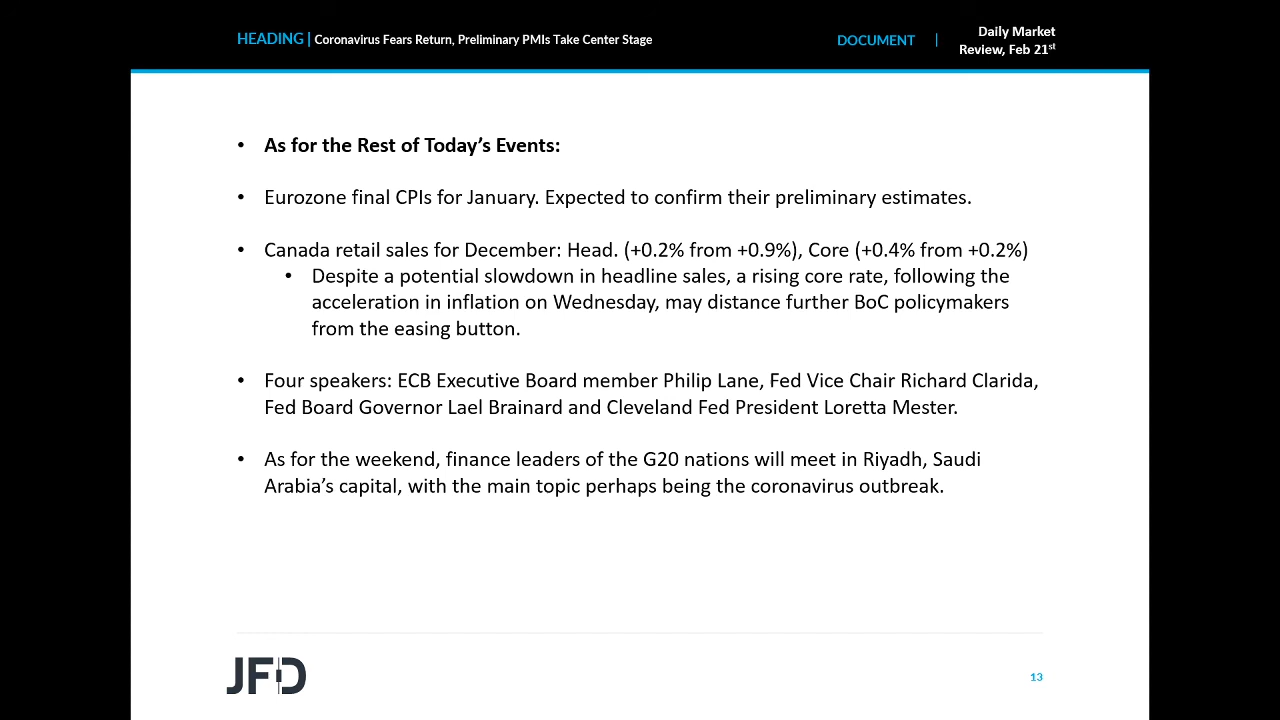 HEADING | Coronavirus Fears Return, Preliminary PMIs Take Center Stage
DOCUMENT | Daily Market
Review, Feb 21st
• As for the Rest of Today’s Events:
• Eurozone final CPIs for January. Expected to confirm their preliminary estimates.
• Canada retail sales for December: Head. (+0.2% from +0.9%), Core (+0.4% from +0.2%)
• Despite a potential slowdown in headline sales, a rising core rate, following the
acceleration in inflation on Wednesday, may distance further BoC policymakers
from the easing button.
• Four speakers: ECB Executive Board member Philip Lane, Fed Vice Chair Richard Clarida,
Fed Board Governor Lael Brainard and Cleveland Fed President Loretta Mester.
• As for the weekend, finance leaders of the G20 nations will meet in Riyadh, Saudi
Arabia’s capital, with the main topic perhaps being the coronavirus outbreak.
JFD
13